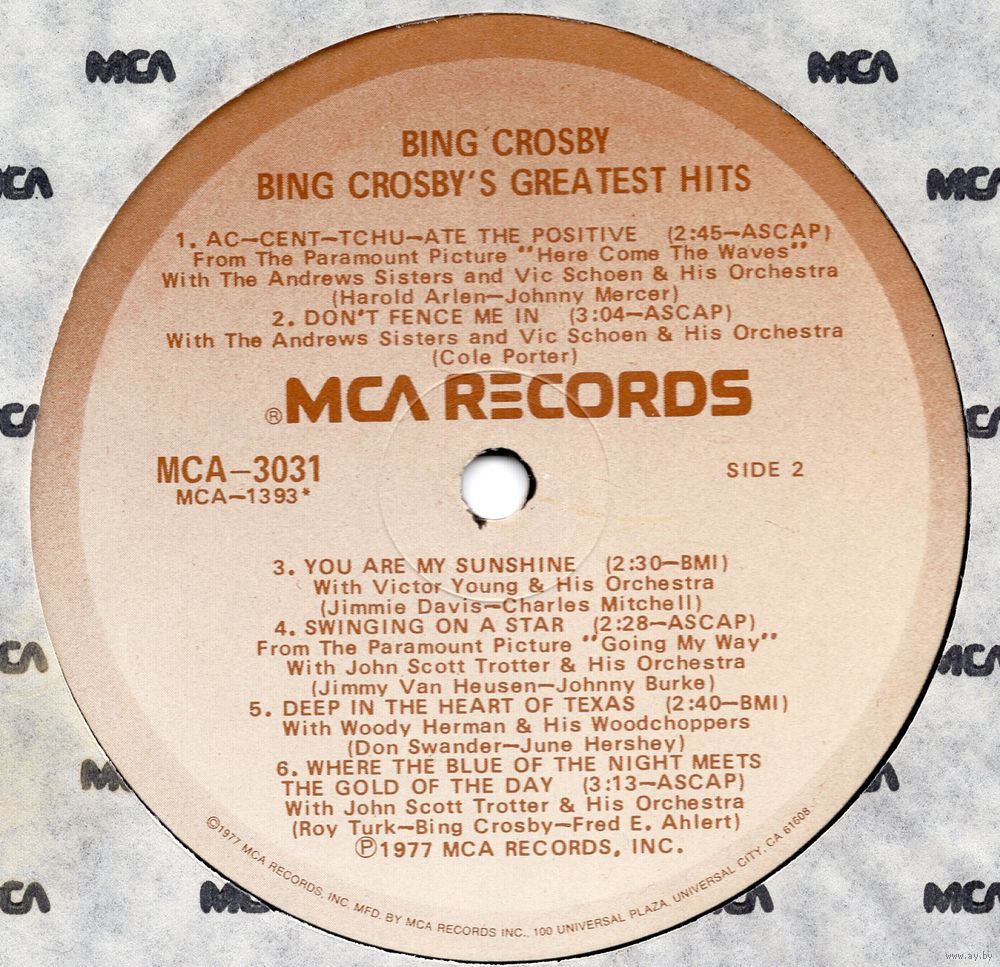 MCA MCA
MCA MCA
BING CROSBY
BING CROSBY'S GREATEST HITS
1. AC—CENT—TCHU—ATE THE POSITIVE (2:45—ASCAP)
From The Paramount Picture "Here Come The Waves"
With The Andrews Sisters and Vic Schoen & His Orchestra
(Harold Arlen—Johnny Mercer)
2. DON'T FENCE ME IN (3:04—ASCAP)
With The Andrews Sisters and Vic Schoen & His Orchestra
(Cole Porter)
®MCA RECORDS
MCA—3031
MCA—1393*
SIDE 2
3. YOU ARE MY SUNSHINE (2:30—BMI)
With Victor Young & His Orchestra
(Jimmie Davis—Charles Mitchell)
4. SWINGING ON A STAR (2:28—ASCAP)
From The Paramount Picture "Going My Way"
With John Scott Trotter & His Orchestra
(Jimmy Van Heusen—Johnny Burke)
5. DEEP IN THE HEART OF TEXAS (2:40—BMI)
With Woody Herman & His Woodchoppers
(Don Swander—June Hershey)
6. WHERE THE BLUE OF THE NIGHT MEETS
THE GOLD OF THE DAY (3:13—ASCAP)
With John Scott Trotter & His Orchestra
(Roy Turk—Bing Crosby—Fred E. Ahlert)
℗1977 MCA RECORDS, INC.
©1977 MCA RECORDS, INC. MFD. BY MCA RECORDS INC., 100 UNIVERSAL PLAZA, UNIVERSAL CITY, CA 61608
www.ay.by